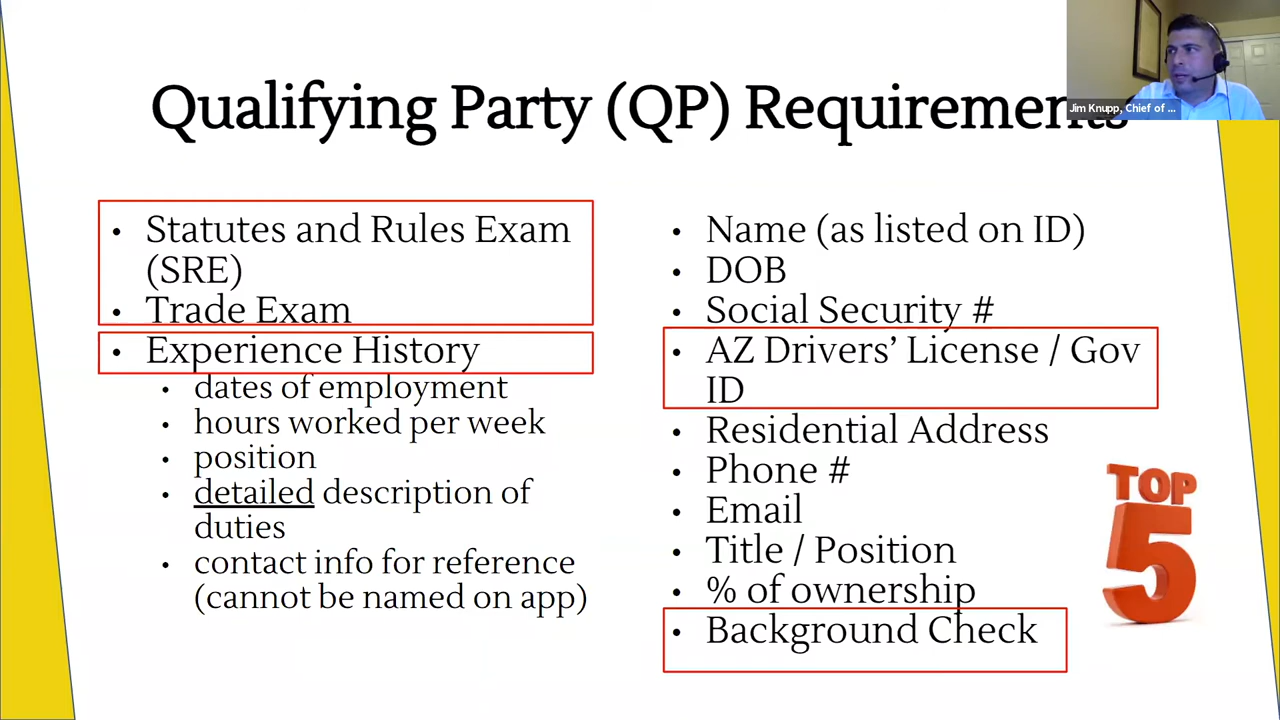 Qualifying Party (QP) Requirements
Jim Knupp, Chief of ...
• Statutes and Rules Exam
(SRE)
• Trade Exam
• Experience History
• dates of employment
• hours worked per week
• position
• detailed description of
duties
• contact info for reference
(cannot be named on app)
• Name (as listed on ID)
• DOB
• Social Security #
• AZ Drivers’ License / Gov
ID
• Residential Address
• Phone #
• Email
• Title / Position
• % of ownership
• Background Check
TOP
5